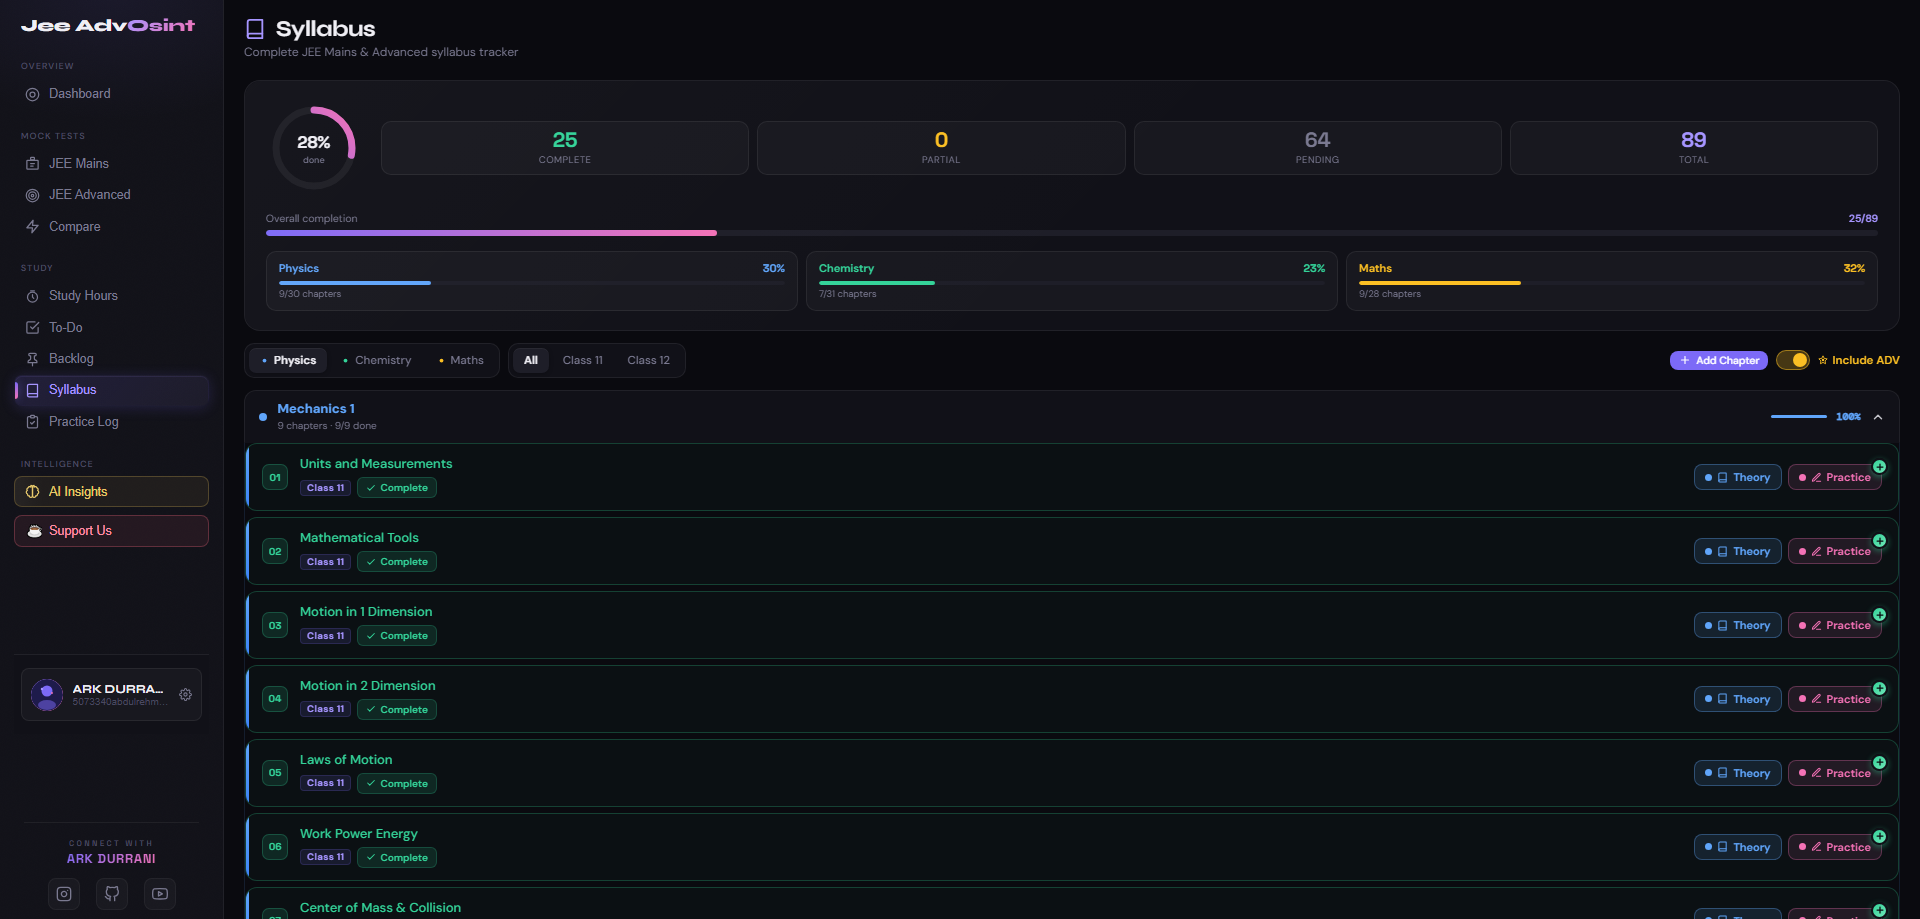 Jee AdvOsint
OVERVIEW
Dashboard
MOCK TESTS
JEE Mains
JEE Advanced
Compare
STUDY
Study Hours
To-Do
Backlog
Syllabus
Practice Log
INTELLIGENCE
AI Insights
Support Us
ARK DURRA...
5073340abdulrehm...
CONNECT WITH
ARK DURRANI
Syllabus
Complete JEE Mains & Advanced syllabus tracker
28%
done
25
COMPLETE
0
PARTIAL
64
PENDING
89
TOTAL
Overall completion 25/89
Physics 30%
9/30 chapters
Chemistry 23%
7/31 chapters
Maths 32%
9/28 chapters
Physics Chemistry Maths All Class 11 Class 12 + Add Chapter Include ADV
Mechanics 1 100%
9 chapters · 9/9 done
01 Units and Measurements
Class 11 ✓ Complete Theory Practice
02 Mathematical Tools
Class 11 ✓ Complete Theory Practice
03 Motion in 1 Dimension
Class 11 ✓ Complete Theory Practice
04 Motion in 2 Dimension
Class 11 ✓ Complete Theory Practice
05 Laws of Motion
Class 11 ✓ Complete Theory Practice
06 Work Power Energy
Class 11 ✓ Complete Theory Practice
Center of Mass & Collision